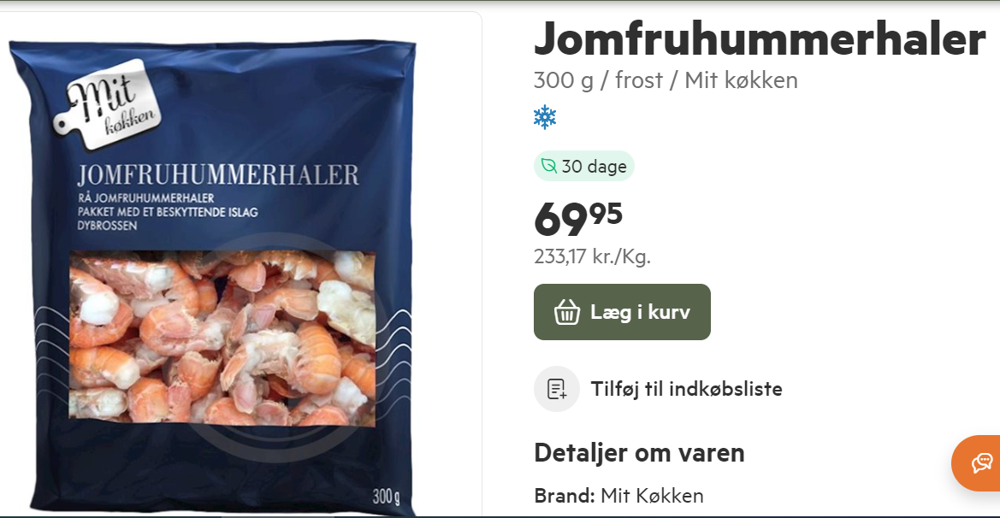 Mit
køkken
JOMFRUHUMMERHALER
RÅ JOMFRUHUMMERHALER
PAKKET MED ET BESKYTTENDE ISLAG
DYBROSSEN
300 g
Jomfruhummerhaler
300 g / frost / Mit køkken
30 dage
69⁹⁵
233,17 kr./Kg.
Læg i kurv
Tilføj til indkøbsliste
Detaljer om varen
Brand: Mit Køkken